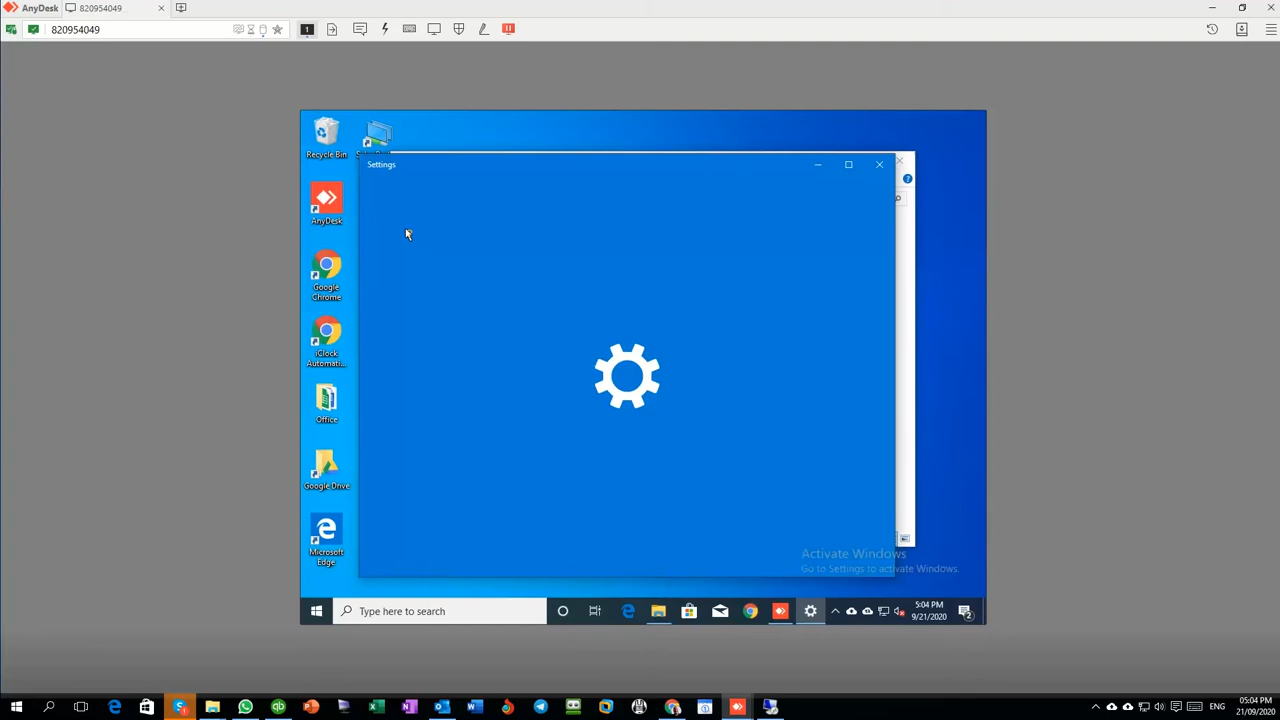 AnyDesk
820954049
820954049
1
Recycle Bin
Settings
AnyDesk
Google
Chrome
iClock
Automati...
Office
Google Drive
Microsoft
Edge
Activate Windows
Go to Settings to activate Windows.
Type here to search
5:04 PM
9/21/2020
2
ENG
05:04 PM
21/09/2020